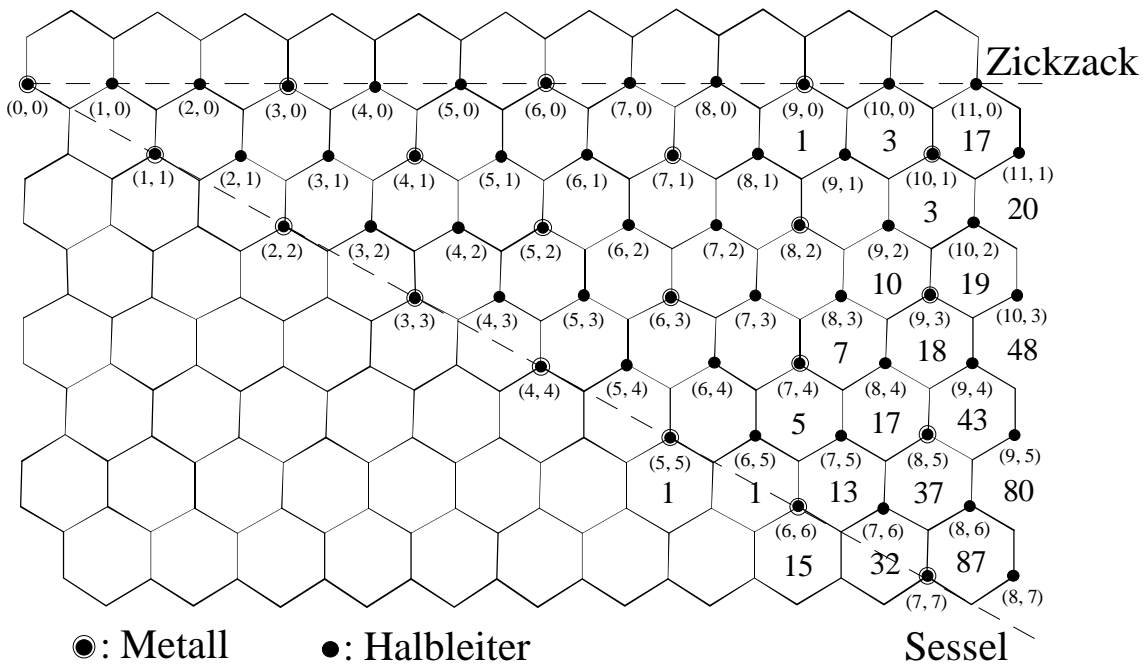 Zickzack
(0, 0) (1, 0) (2, 0) (3, 0) (4, 0) (5, 0) (6, 0) (7, 0) (8, 0) (9, 0) (10, 0) (11, 0)
1 3 17
(1, 1) (2, 1) (3, 1) (4, 1) (5, 1) (6, 1) (7, 1) (8, 1) (9, 1) (10, 1) (11, 1)
3 20
(2, 2) (3, 2) (4, 2) (5, 2) (6, 2) (7, 2) (8, 2) (9, 2) (10, 2)
10 19
(3, 3) (4, 3) (5, 3) (6, 3) (7, 3) (8, 3) (9, 3) (10, 3)
7 18 48
(4, 4) (5, 4) (6, 4) (7, 4) (8, 4) (9, 4)
5 17 43
(5, 5) (6, 5) (7, 5) (8, 5) (9, 5)
1 1 13 37 80
(6, 6) (7, 6) (8, 6)
15 32 87
(7, 7) (8, 7)
: Metall : Halbleiter Sessel